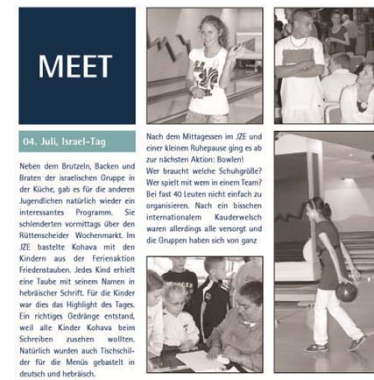 MEET
04. Juli, Israel-Tag
Neben dem Brutzeln, Backen und
Braten der israelischen Gruppe in
der Küche, gab es für die anderen
Jugendlichen natürlich wieder ein
interessantes Programm. Sie
schlenderten vormittags über den
Rüttenscheider Wochenmarkt. Im
JZE bastelte Kohava mit den
Kindern aus der Ferienaktion
Friedenstauben. Jedes Kind erhielt
eine Taube mit seinem Namen in
hebräischer Schrift. Für die Kinder
war dies das Highlight des Tages.
Ein richtiges Gedränge entstand,
weil alle Kinder Kohava beim
Schreiben zusehen wollten.
Natürlich wurden auch Tischschil-
der für die Menüs gebastelt in
deutsch und hebräisch.
Nach dem Mittagessen im JZE und
einer kleinen Ruhepause ging es ab
zur nächsten Aktion: Bowlen!
Wer braucht welche Schuhgröße?
Wer spielt mit wem in einem Team?
Bei fast 40 Leuten nicht einfach zu
organisieren. Nach ein bisschen
internationalem Kauderwelsch
waren allerdings alle versorgt und
die Gruppen haben sich von ganz